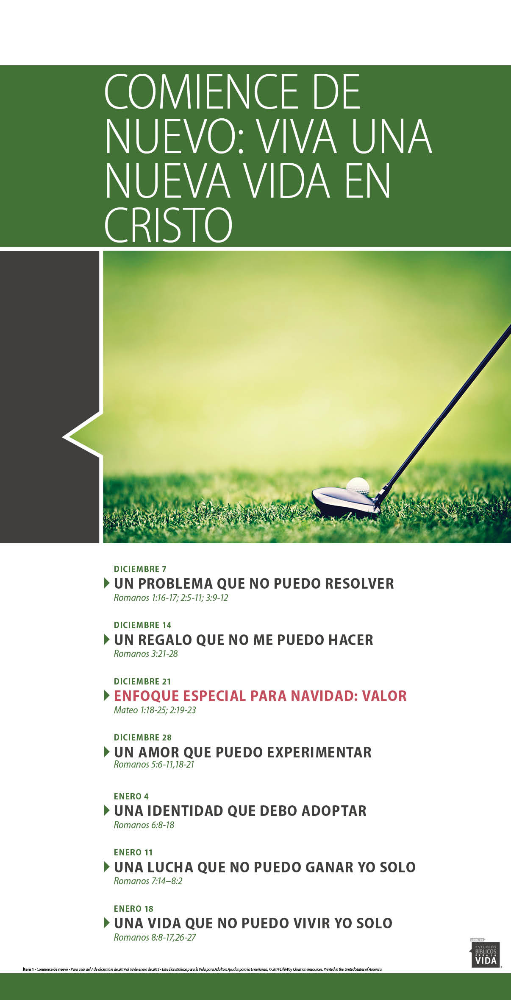 COMIENCE DE
NUEVO: VIVA UNA
NUEVA VIDA EN
CRISTO
DICIEMBRE 7
UN PROBLEMA QUE NO PUEDO RESOLVER
Romanos 1:16-17; 2:5-11; 3:9-12
DICIEMBRE 14
UN REGALO QUE NO ME PUEDO HACER
Romanos 3:21-28
DICIEMBRE 21
ENFOQUE ESPECIAL PARA NAVIDAD: VALOR
Mateo 1:18-25; 2:19-23
DICIEMBRE 28
UN AMOR QUE PUEDO EXPERIMENTAR
Romanos 5:6-11,18-21
ENERO 4
UNA IDENTIDAD QUE DEBO ADOPTAR
Romanos 6:8-18
ENERO 11
UNA LUCHA QUE NO PUEDO GANAR YO SOLO
Romanos 7:14–8:2
ENERO 18
UNA VIDA QUE NO PUEDO VIVIR YO SOLO
Romanos 8:8-17,26-27
ADULTOS
ESTUDIOS
BÍBLICOS
PARA LA
VIDA
Ítem 1 • Comience de nuevo • Para usar del 7 de diciembre de 2014 al 18 de enero de 2015 • Estudios Bíblicos para la Vida para Adultos: Ayudas para la Enseñanza, © 2014 LifeWay Christian Resources. Printed in the United States of America.